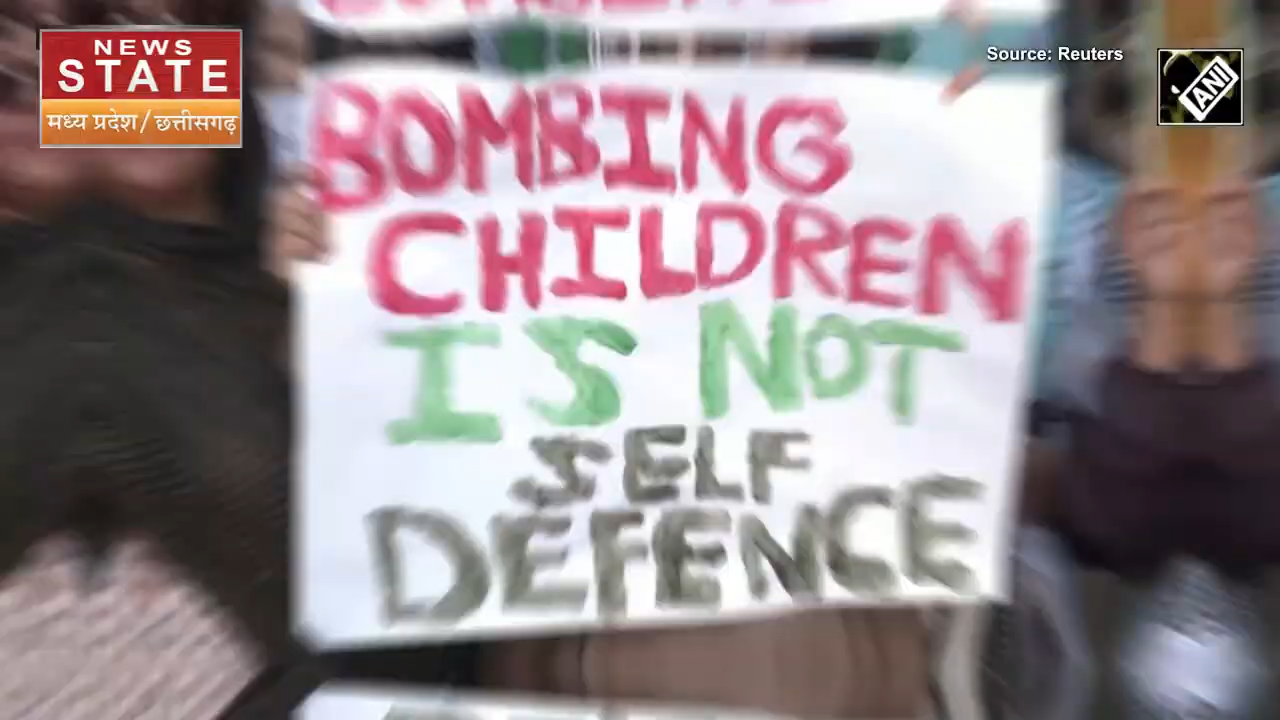 NEWS
STATE
मध्य प्रदेश/ छत्तीसगढ़
Source: Reuters
ANI
BOMBING
CHILDREN
IS NOT
SELF
DEFENCE